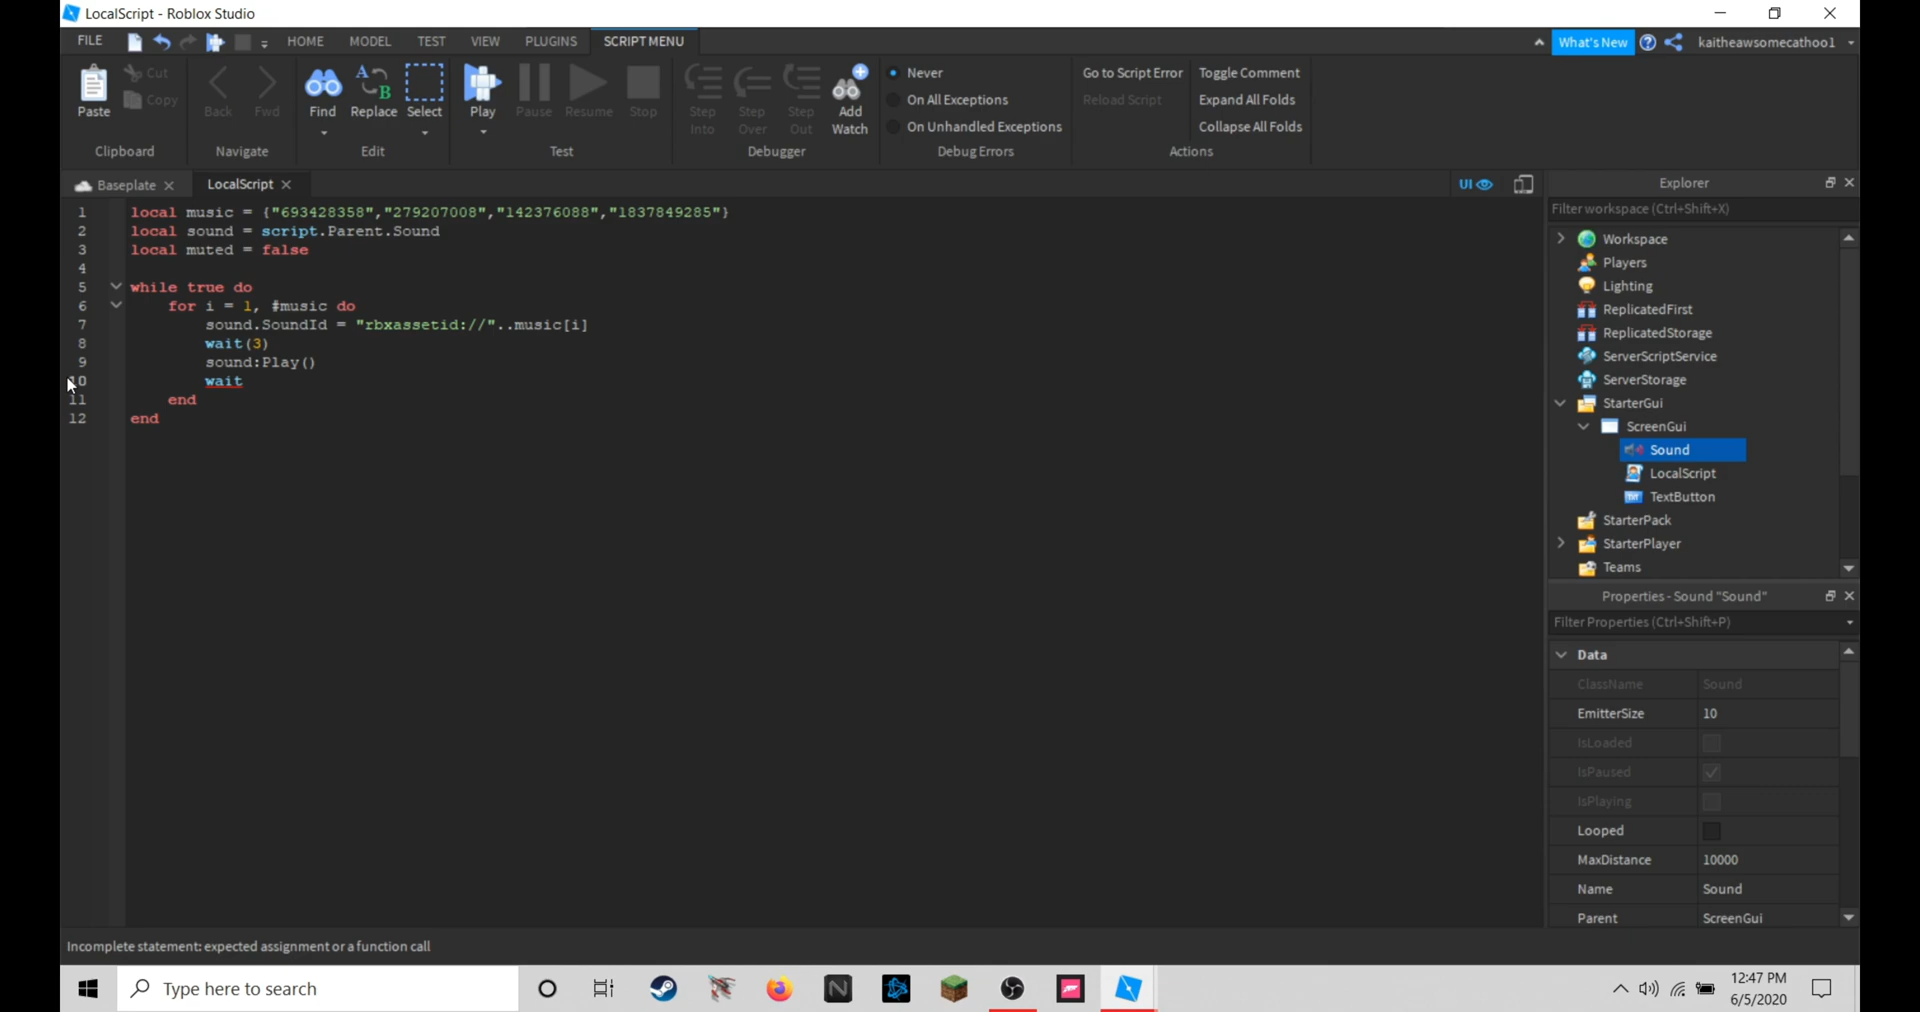 LocalScript - Roblox Studio
FILE HOME MODEL TEST VIEW PLUGINS SCRIPT MENU What's New kaitheawsomecathoo1
Paste Cut Copy Back Fwd Find Replace Select Play Pause Resume Stop Step Into Step Over Step Out Add Watch
Never
On All Exceptions
On Unhandled Exceptions
Go to Script Error
Reload Script
Toggle Comment
Expand All Folds
Collapse All Folds
Clipboard Navigate Edit Test Debugger Debug Errors Actions
Baseplate LocalScript UI
1 local music = {"693428358","279207008","142376088","1837849285"}
2 local sound = script.Parent.Sound
3 local muted = false
4
5 while true do
6 for i = 1, #music do
7 sound.SoundId = "rbxassetid://"..music[i]
8 wait(3)
9 sound:Play()
10 wait
11 end
12 end
Explorer
Filter workspace (Ctrl+Shift+X)
Workspace
Players
Lighting
ReplicatedFirst
ReplicatedStorage
ServerScriptService
ServerStorage
StarterGui
ScreenGui
Sound
LocalScript
TextButton
StarterPack
StarterPlayer
Teams
Properties - Sound "Sound"
Filter Properties (Ctrl+Shift+P)
Data
ClassName Sound
EmitterSize 10
IsLoaded
IsPaused
IsPlaying
Looped
MaxDistance 10000
Name Sound
Parent ScreenGui
Incomplete statement: expected assignment or a function call
Type here to search
12:47 PM
6/5/2020